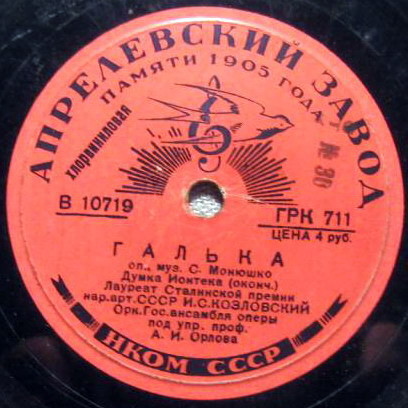 АПРЕЛЕВСКИЙ ЗАВОД
ПАМЯТИ 1905 ГОДА
хлорвиниловая
Г № 30
В 10719
ГРК 711
ЦЕНА 4 руб.
ГАЛЬКА
оп., муз. С. Монюшко
Думка Йонтека (оконч.)
Лауреат Сталинской премии
нар.арт.СССР И.С.КОЗЛОВСКИЙ
Орк.Гос.ансамбля оперы
под упр. проф.
А. И. Орлова
НКОМ СССР